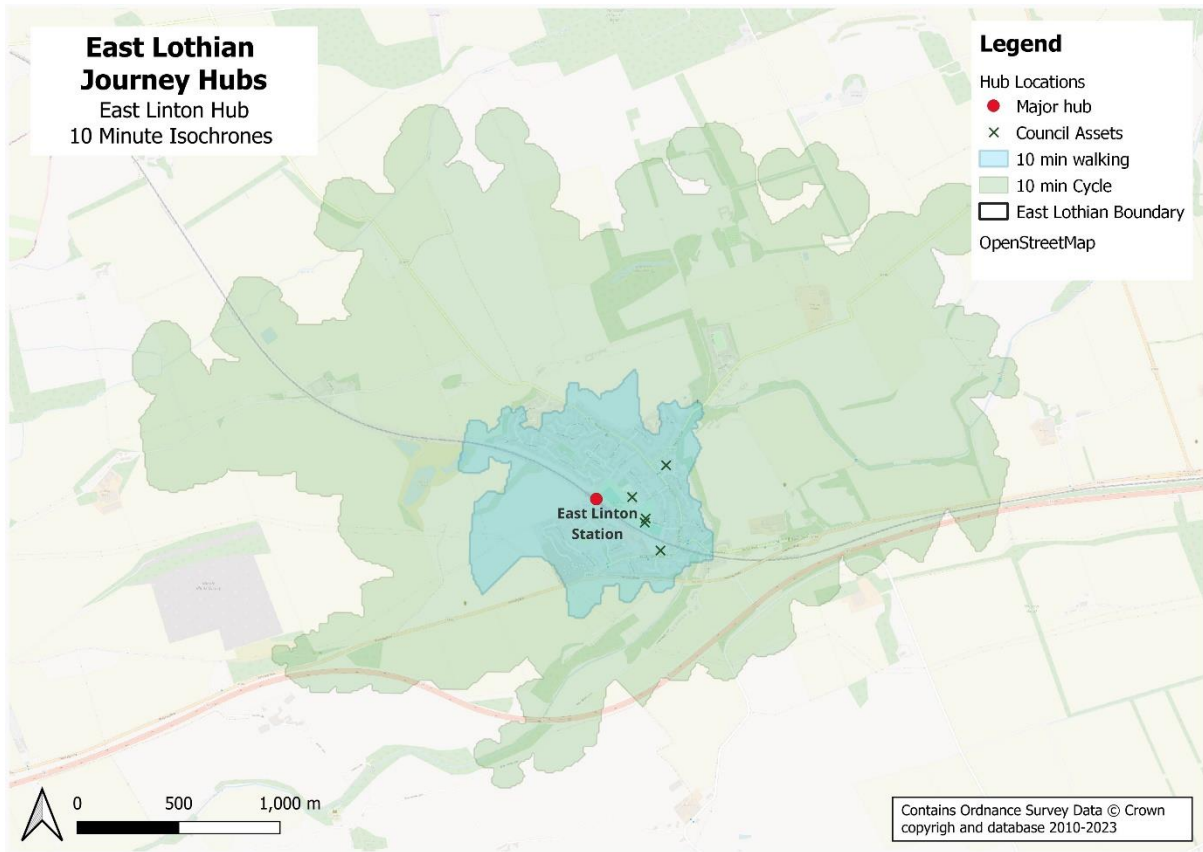 East Lothian
Journey Hubs
East Linton Hub
10 Minute Isochrones
Legend
Hub Locations
Major hub
Council Assets
10 min walking
10 min Cycle
East Lothian Boundary
OpenStreetMap
East Linton
Station
0 500 1,000 m
Contains Ordnance Survey Data © Crown
copyrigh and database 2010-2023